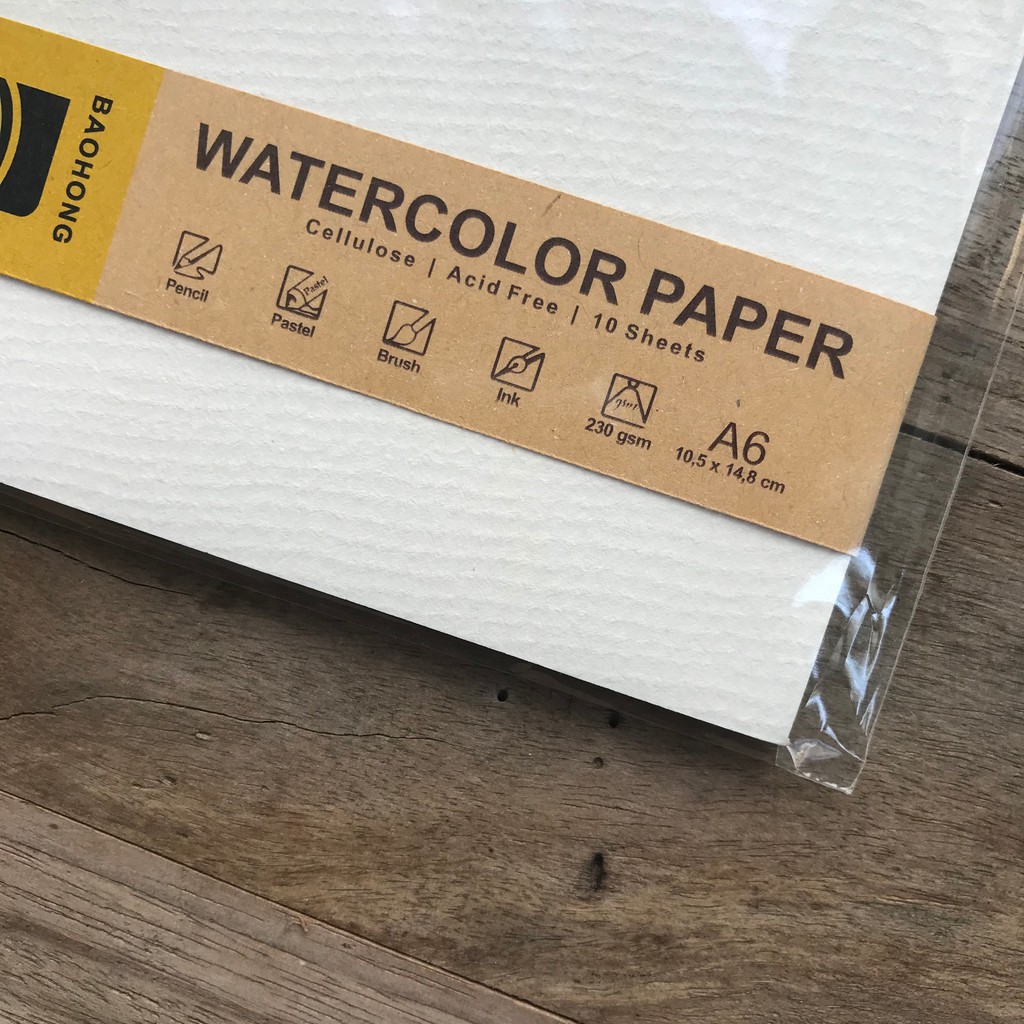 BAOHONG
WATERCOLOR PAPER
Cellulose | Acid Free | 10 Sheets
Pencil
Pastel
Pastel
Brush
Ink
230 gsm
A6
10,5 x 14,8 cm